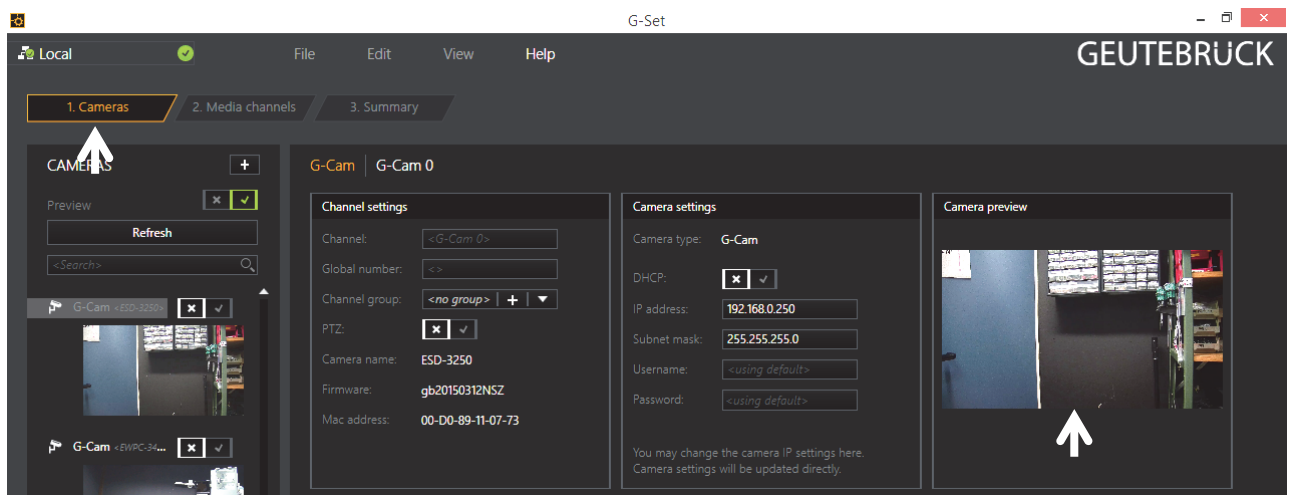 G-Set
Local File Edit View Help GEUTEBRÜCK
1. Cameras 2. Media channels 3. Summary
CAMERAS +
Preview
Refresh
<Search>
G-Cam <ESD-3250>
G-Cam <EWPC-34...
G-Cam | G-Cam 0
Channel settings
Channel: <G-Cam 0>
Global number: <>
Channel group: <no group> | + |
PTZ:
Camera name: ESD-3250
Firmware: gb20150312NSZ
Mac address: 00-D0-89-11-07-73
Camera settings
Camera type: G-Cam
DHCP:
IP address: 192.168.0.250
Subnet mask: 255.255.255.0
Username: <using default>
Password: <using default>
You may change the camera IP settings here.
Camera settings will be updated directly.
Camera preview